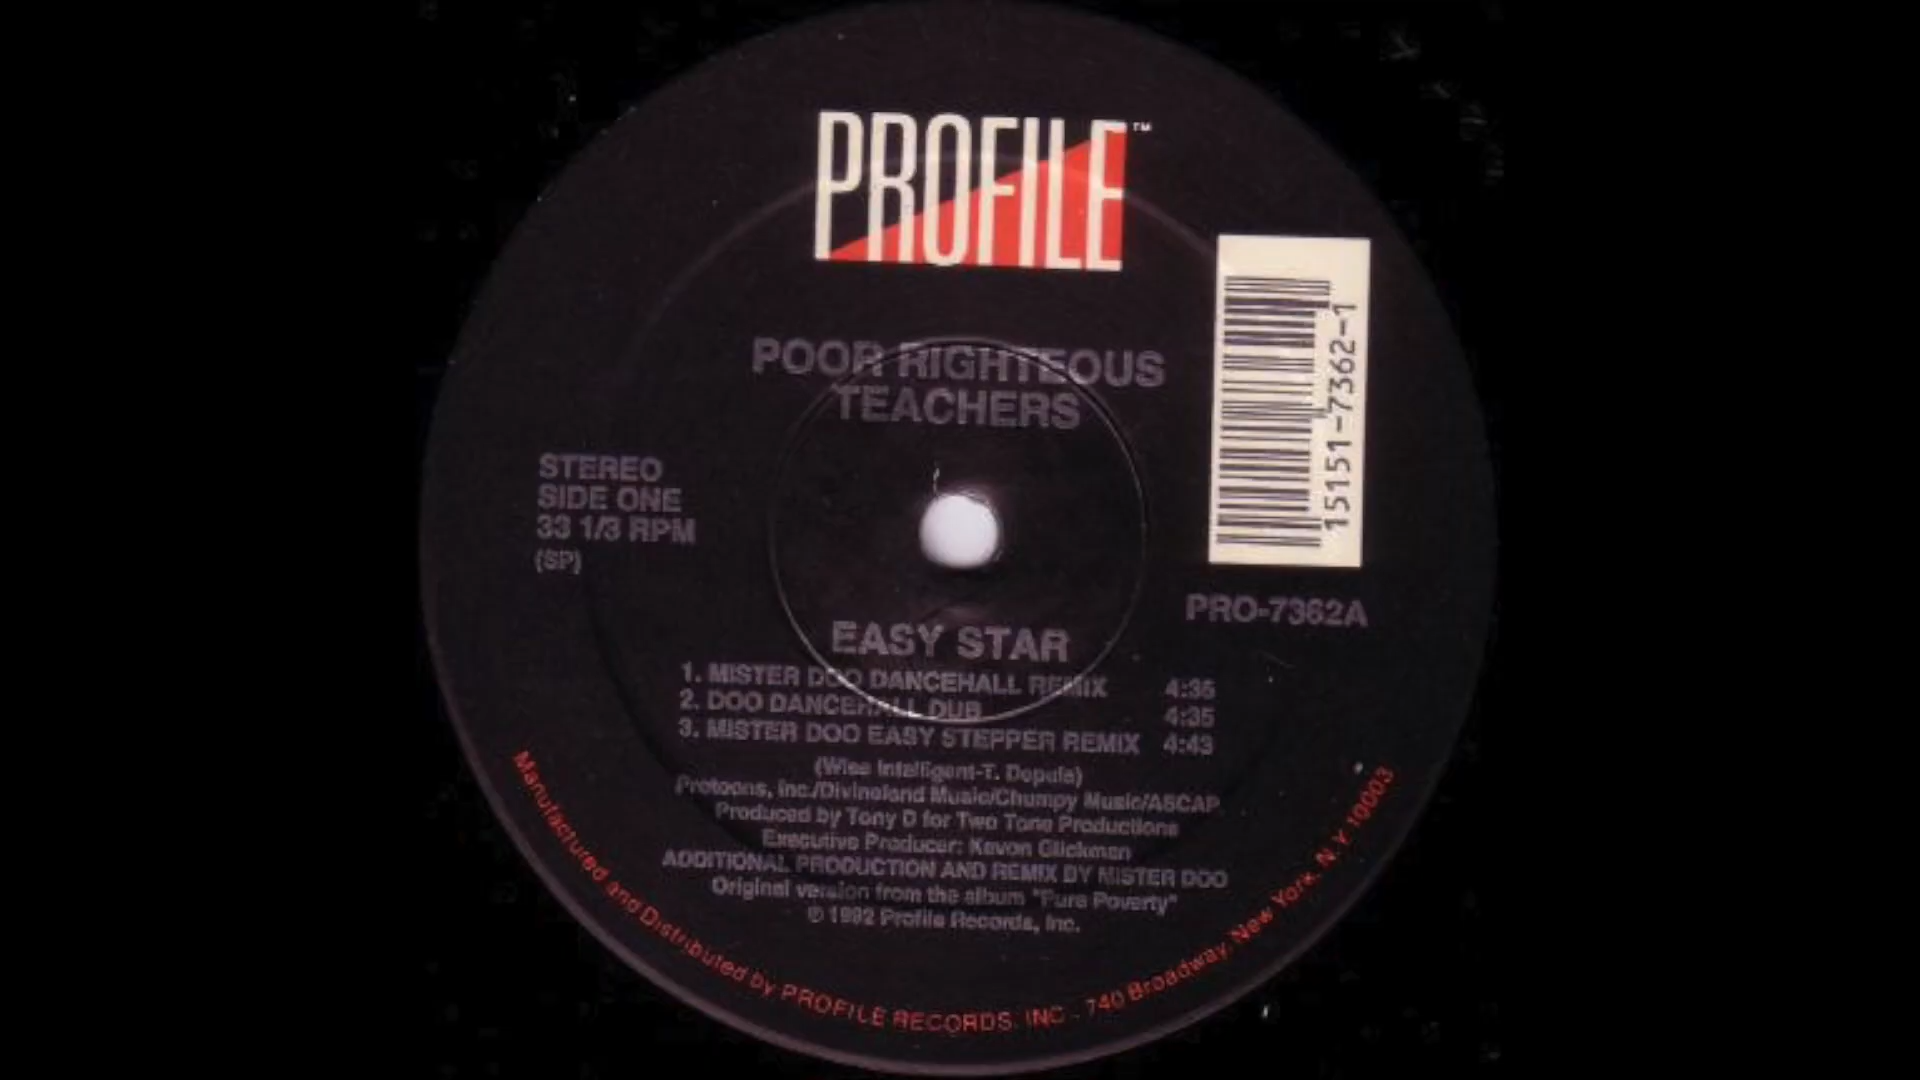 PROFILE™
POOR RIGHTEOUS
TEACHERS
STEREO
SIDE ONE
33 1/3 RPM
(SP)
15151-7362-1
PRO-7362A
EASY STAR
1. MISTER DOO DANCEHALL REMIX 4:35
2. DOO DANCEHALL DUB 4:35
3. MISTER DOO EASY STEPPER REMIX 4:43
(Wise Intelligent-T. Depula)
Protoons, Inc./Divineland Music/Chumpy Music/ASCAP
Produced by Tony D for Two Tone Productions
Executive Producer: Kevon Glickman
ADDITIONAL PRODUCTION AND REMIX BY MISTER DOO
Original version from the album "Pure Poverty"
© 1992 Profile Records, Inc.
Manufactured and Distributed by PROFILE RECORDS, INC - 740 Broadway, New York, N.Y 10003